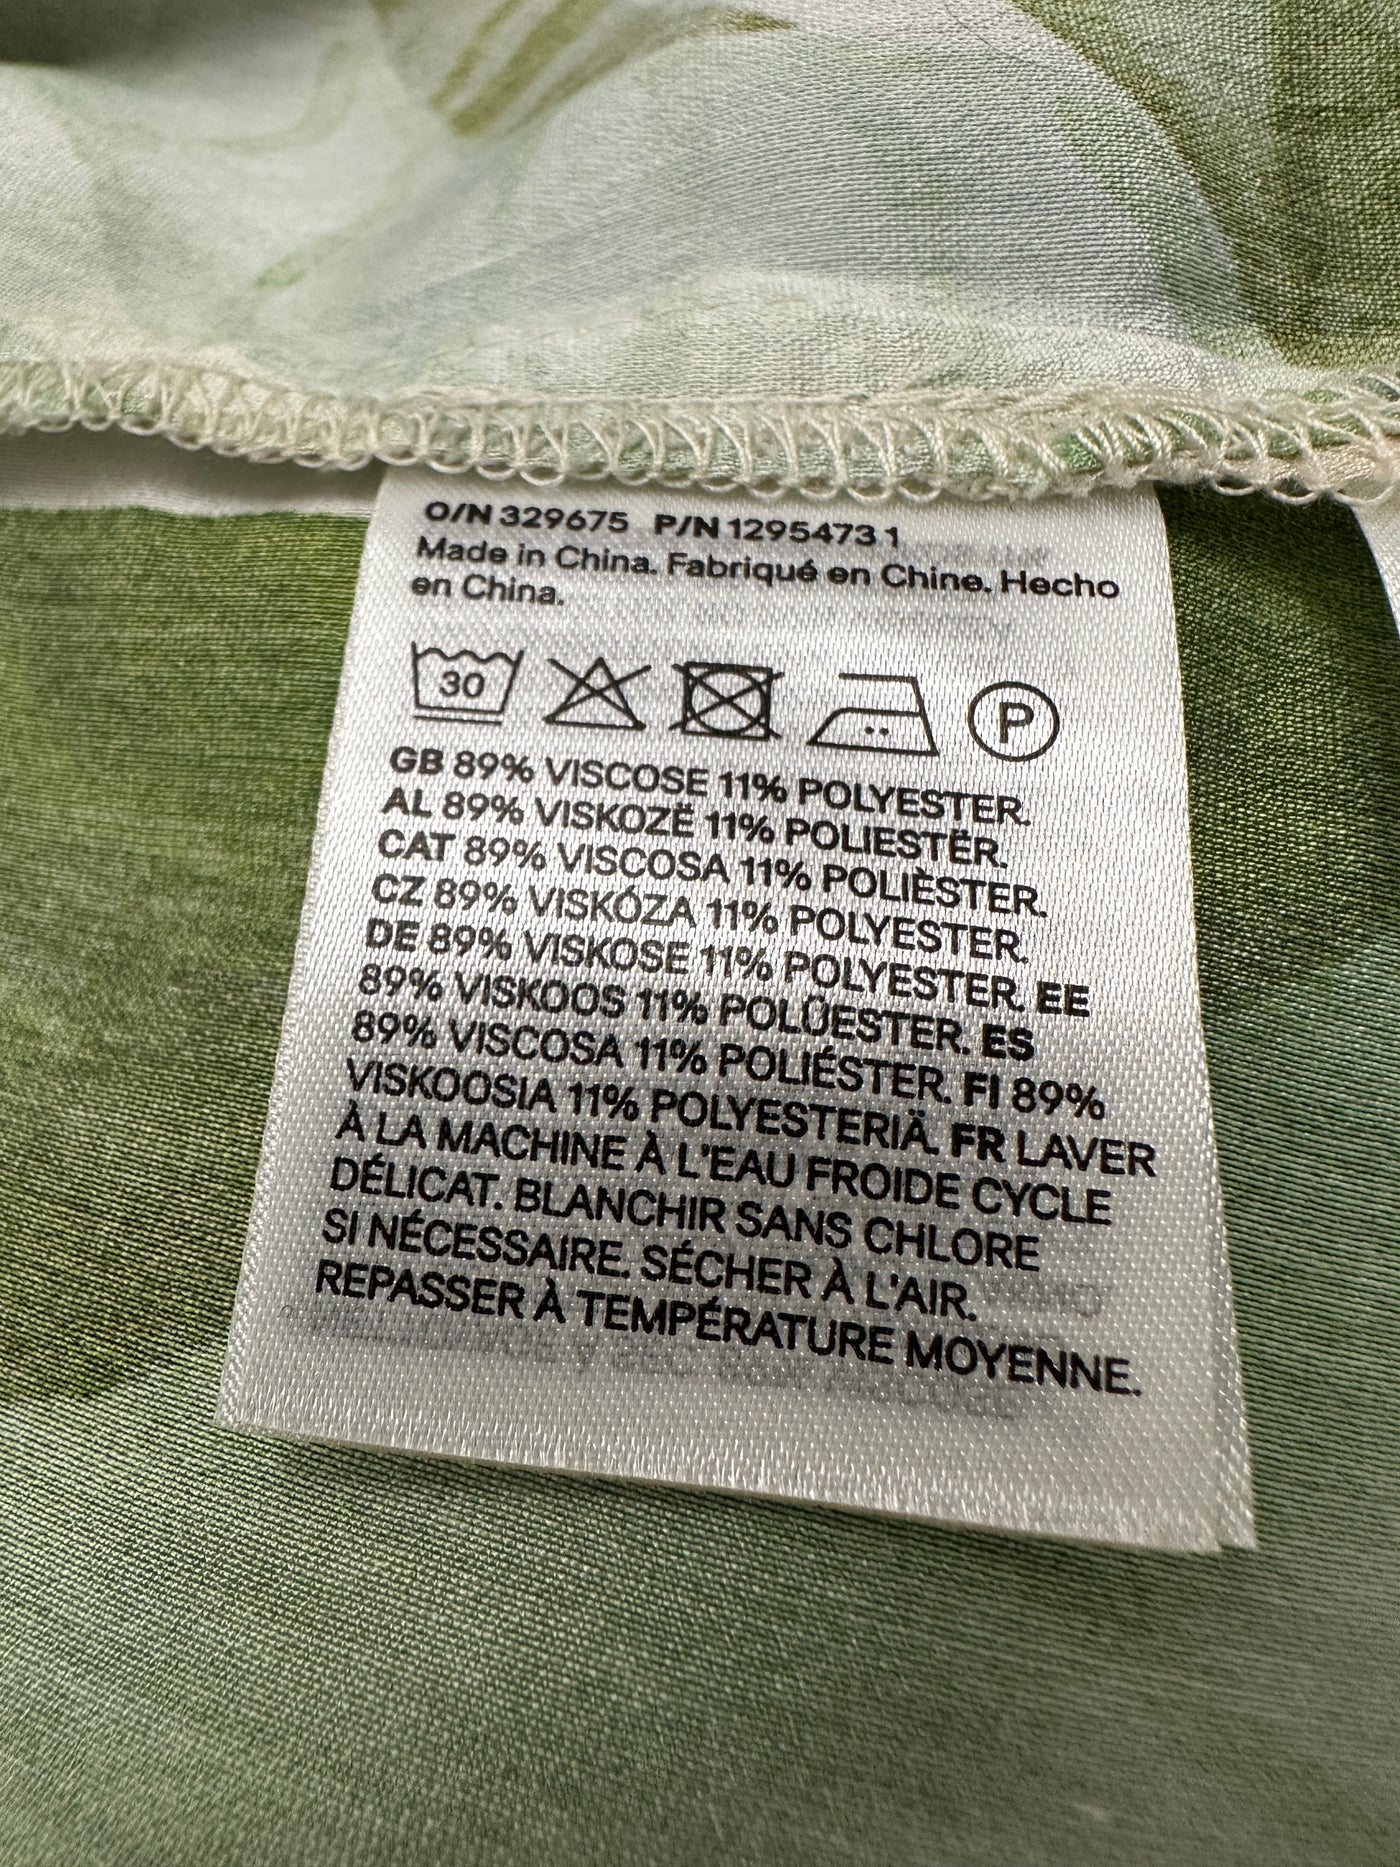 O/N 329675 P/N 1295473 1
Made in China. Fabriqué en Chine. Hecho
en China.
30
P
GB 89% VISCOSE 11% POLYESTER.
AL 89% VISKOZË 11% POLIESTËR.
CAT 89% VISCOSA 11% POLIÈSTER.
CZ 89% VISKÓZA 11% POLYESTER.
DE 89% VISKOSE 11% POLYESTER. EE
89% VISKOOS 11% POLÜESTER. ES
89% VISCOSA 11% POLIÉSTER. FI 89%
VISKOOSIA 11% POLYESTERIÄ. FR LAVER
À LA MACHINE À L'EAU FROIDE CYCLE
DÉLICAT. BLANCHIR SANS CHLORE
SI NÉCESSAIRE. SÉCHER À L'AIR.
REPASSER À TEMPÉRATURE MOYENNE.